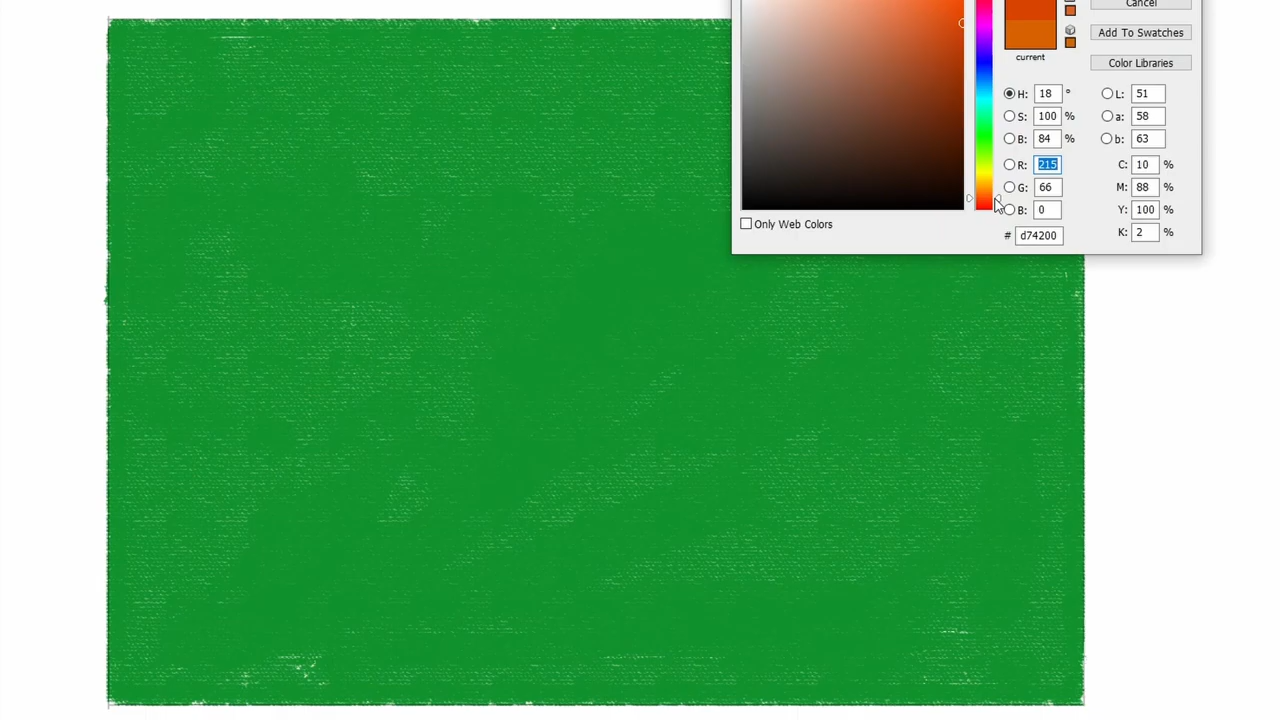 Cancel
Add To Swatches
current
Color Libraries
H: 18 °
L: 51
S: 100 %
a: 58
B: 84 %
b: 63
R: 215
C: 10 %
G: 66
M: 88 %
B: 0
Y: 100 %
Only Web Colors
# d74200
K: 2 %